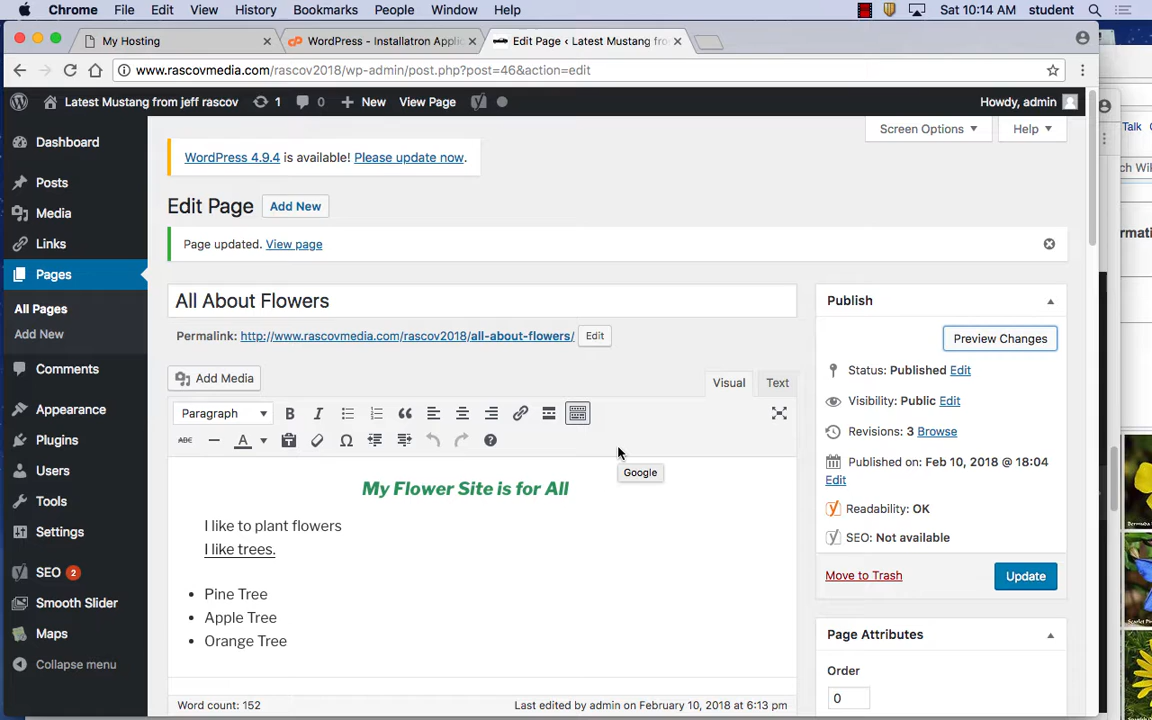 Chrome File Edit View History Bookmarks People Window Help Sat 10:14 AM student
My Hosting
WordPress - Installatron Applic
Edit Page ‹ Latest Mustang from
www.rascovmedia.com/rascov2018/wp-admin/post.php?post=46&action=edit
Latest Mustang from jeff rascov 1 0 New View Page Howdy, admin
Talk
Screen Options Help
WordPress 4.9.4 is available! Please update now.
Edit Page Add New
Page updated. View page
Dashboard
Posts
Media
Links
Pages
All Pages
Add New
Comments
Appearance
Plugins
Users
Tools
Settings
SEO 2
Smooth Slider
Maps
Collapse menu
All About Flowers
Permalink: http://www.rascovmedia.com/rascov2018/all-about-flowers/ Edit
Add Media
Visual Text
Paragraph
ABC
Google
My Flower Site is for All
I like to plant flowers
I like trees.
• Pine Tree
• Apple Tree
• Orange Tree
Word count: 152 Last edited by admin on February 10, 2018 at 6:13 pm
Publish
Preview Changes
Status: Published Edit
Visibility: Public Edit
Revisions: 3 Browse
Published on: Feb 10, 2018 @ 18:04
Edit
Readability: OK
SEO: Not available
Move to Trash Update
Page Attributes
Order
0